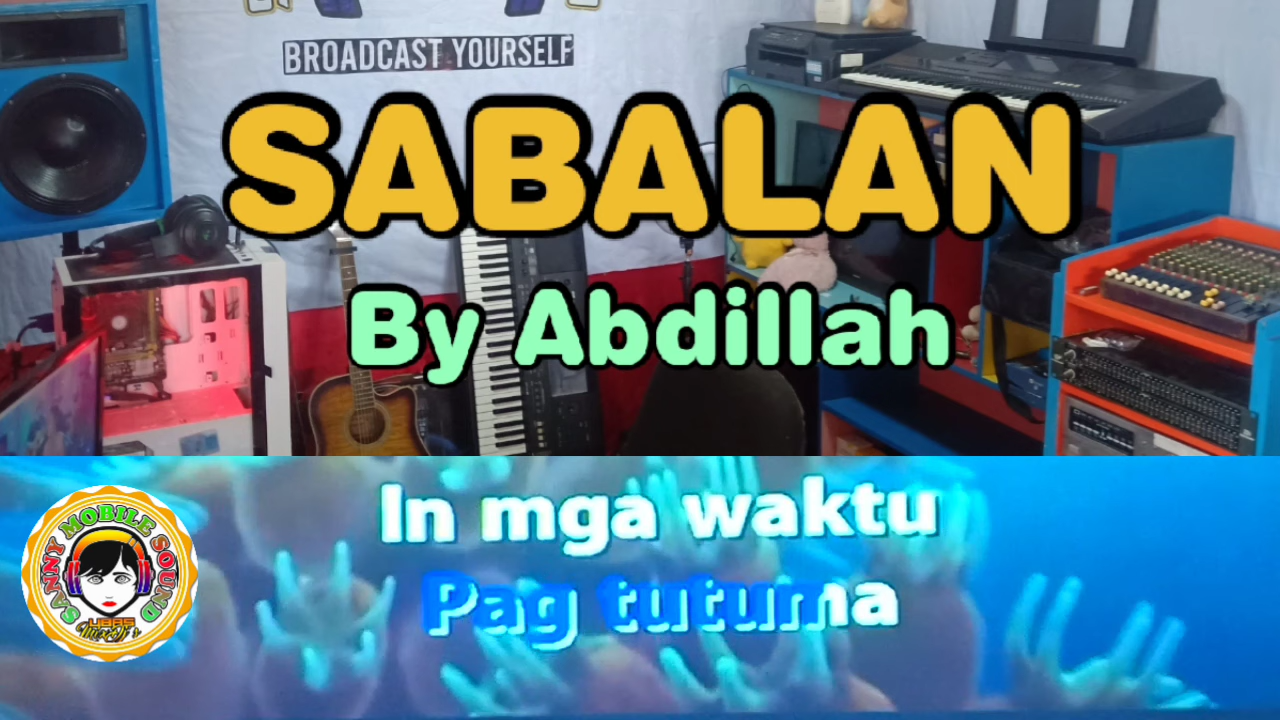 BROADCAST YOURSELF
SABALAN
By Abdillah
In mga waktu
Pag tutuma
SANNY MOBILE SOUND